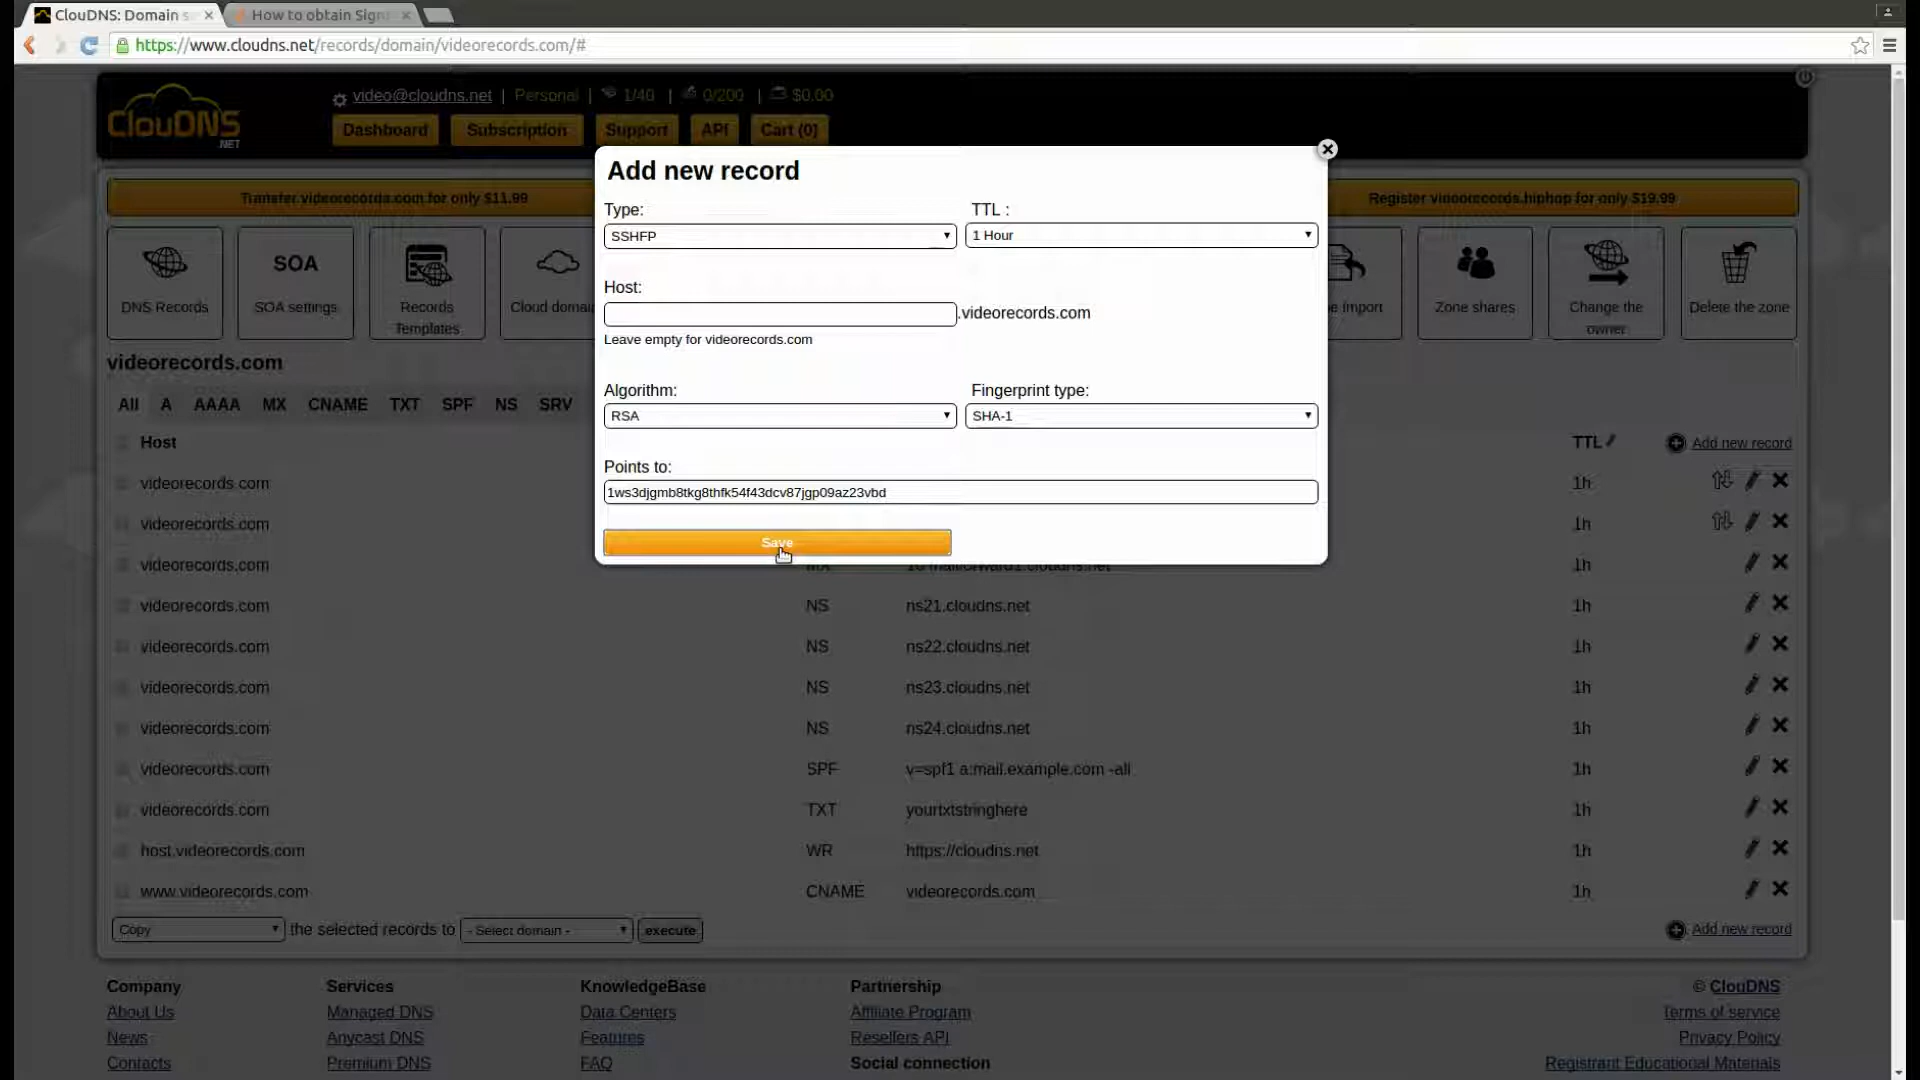 ClouDNS: Domain s
How to obtain Sign
https://www.cloudns.net/records/domain/videorecords.com/#
ClouDNS
.NET
video@cloudns.net | Personal | 1/40 | 0/200 | $0.00
Dashboard
Subscription
Support
API
Cart (0)
Transfer videorecords.com for only $11.99
Register videorecords.hiphop for only $19.99
DNS Records
SOA
SOA settings
Records Templates
Cloud domai
e Import
Zone shares
Change the owner
Delete the zone
Add new record
Type:
TTL :
SSHFP
1 Hour
Host:
.videorecords.com
Leave empty for videorecords.com
Algorithm:
Fingerprint type:
RSA
SHA-1
Points to:
1ws3djgmb8tkg8thfk54f43dcv87jgp09az23vbd
Save
videorecords.com
All A AAAA MX CNAME TXT SPF NS SRV
Host
TTL
Add new record
videorecords.com 1h
videorecords.com 1h
videorecords.com MX 10 mailforward1.cloudns.net 1h
videorecords.com NS ns21.cloudns.net 1h
videorecords.com NS ns22.cloudns.net 1h
videorecords.com NS ns23.cloudns.net 1h
videorecords.com NS ns24.cloudns.net 1h
videorecords.com SPF v=spf1 a:mail.example.com -all 1h
videorecords.com TXT yourtxtstringhere 1h
host.videorecords.com WR https://cloudns.net 1h
www.videorecords.com CNAME videorecords.com 1h
Copy the selected records to - Select domain - execute
Add new record
Company Services KnowledgeBase Partnership © ClouDNS
About Us Managed DNS Data Centers Affiliate Program Terms of service
News Anycast DNS Features Resellers API Privacy Policy
Contacts Premium DNS FAQ Social connection Registrant Educational Materials